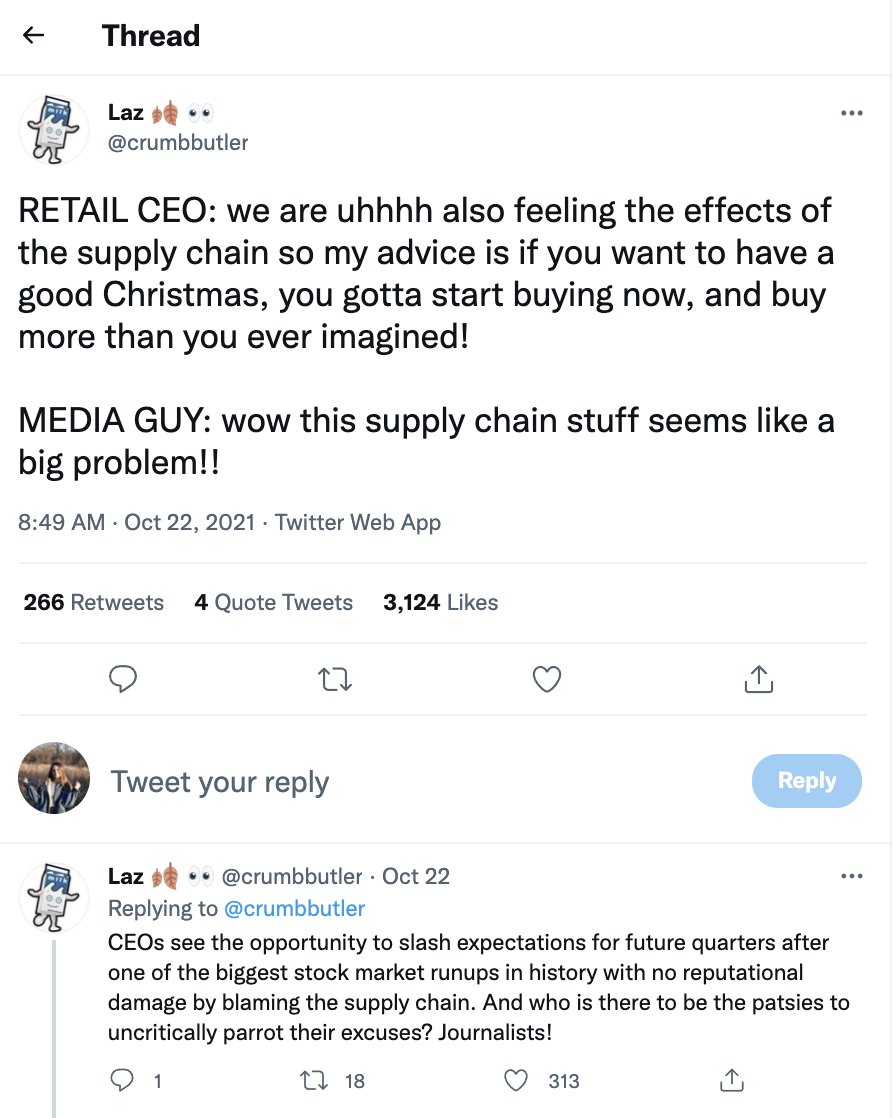 Thread
Laz 🍂 👀
@crumbbutler
RETAIL CEO: we are uhhhh also feeling the effects of
the supply chain so my advice is if you want to have a
good Christmas, you gotta start buying now, and buy
more than you ever imagined!
MEDIA GUY: wow this supply chain stuff seems like a
big problem!!
8:49 AM · Oct 22, 2021 · Twitter Web App
266 Retweets 4 Quote Tweets 3,124 Likes
Tweet your reply
Reply
Laz 🍂 👀 @crumbbutler · Oct 22
Replying to @crumbbutler
CEOs see the opportunity to slash expectations for future quarters after
one of the biggest stock market runups in history with no reputational
damage by blaming the supply chain. And who is there to be the patsies to
uncritically parrot their excuses? Journalists!
1 18 313